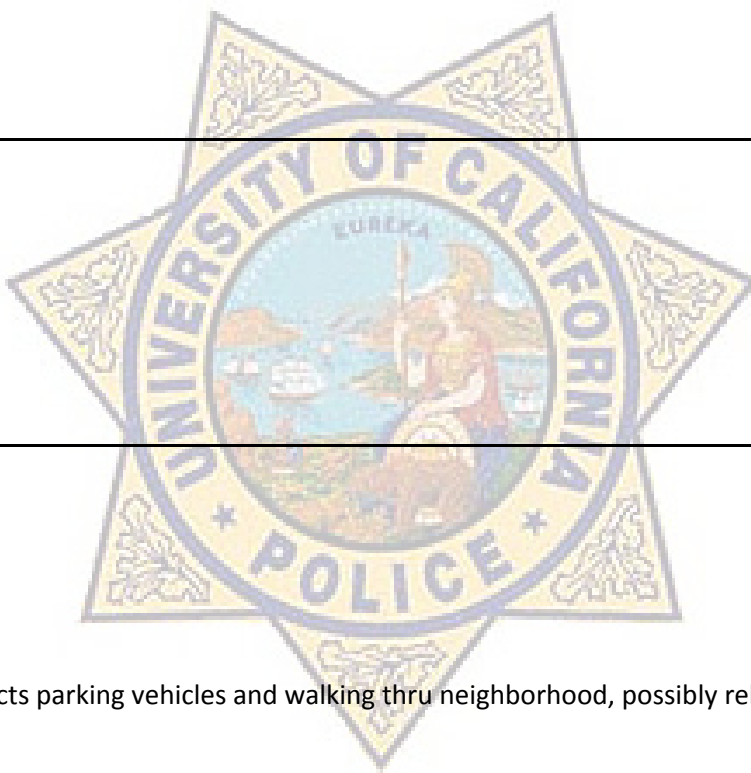 UNIVERSITY OF CALIFORNIA
EUREKA
POLICE
cts parking vehicles and walking thru neighborhood, possibly re